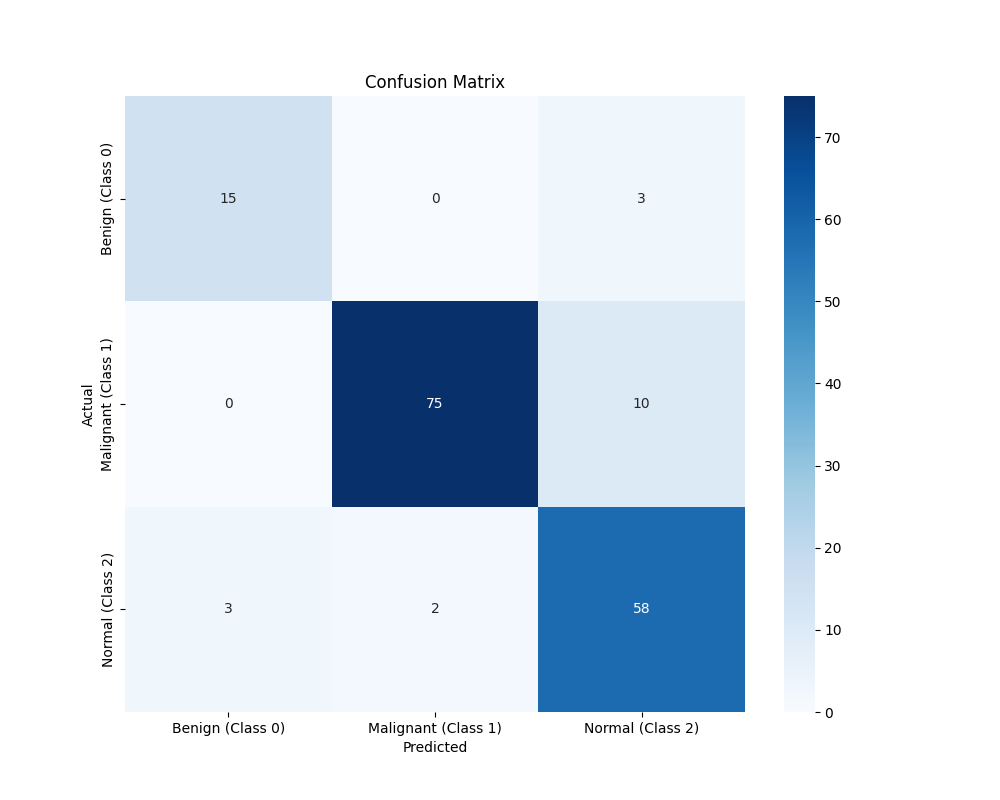 Confusion Matrix
Actual
Benign (Class 0)
Malignant (Class 1)
Normal (Class 2)
15
0
3
0
75
10
3
2
58
Benign (Class 0)
Malignant (Class 1)
Normal (Class 2)
Predicted
70
60
50
40
30
20
10
0